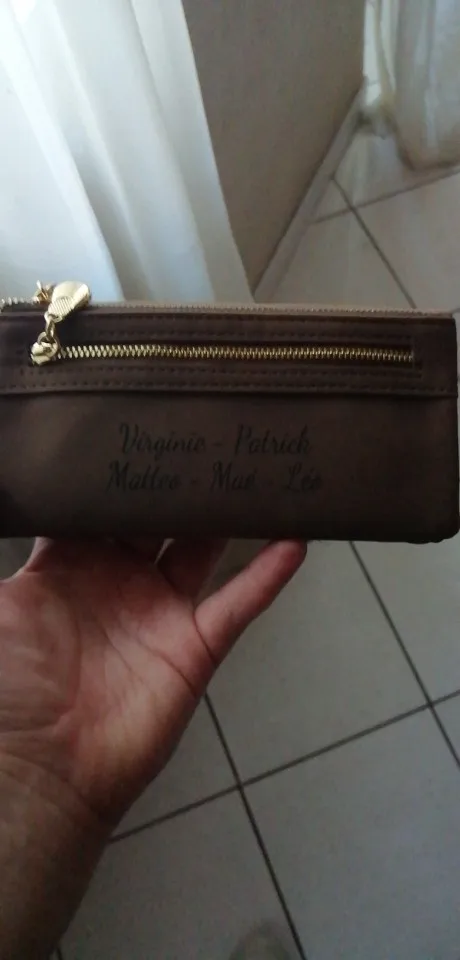 Virginie - Patrick
Matteo - Maé - Léo